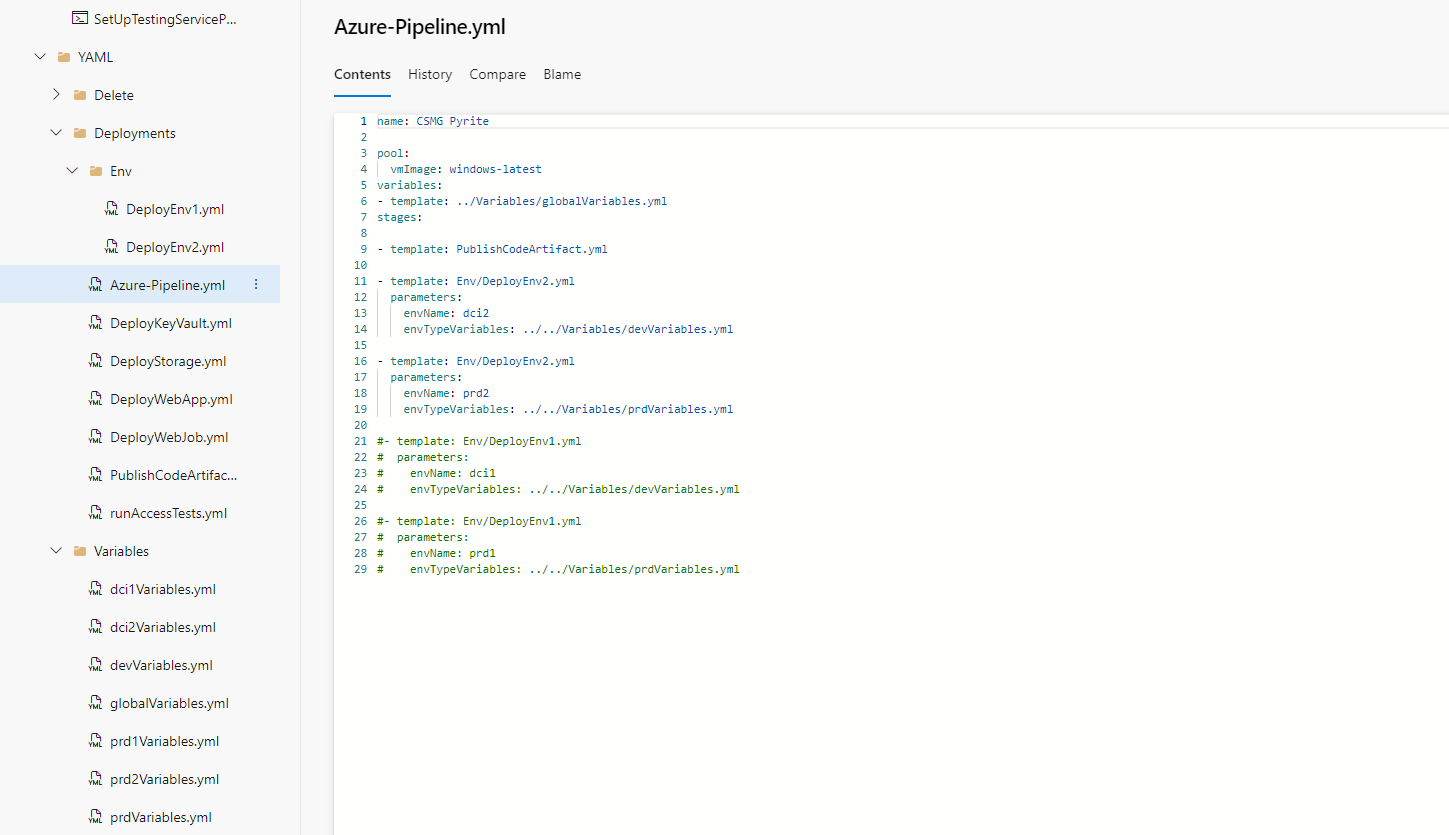 SetUpTestingServiceP...
YAML
Delete
Deployments
Env
DeployEnv1.yml
DeployEnv2.yml
Azure-Pipeline.yml
DeployKeyVault.yml
DeployStorage.yml
DeployWebApp.yml
DeployWebJob.yml
PublishCodeArtifac...
runAccessTests.yml
Variables
dci1Variables.yml
dci2Variables.yml
devVariables.yml
globalVariables.yml
prd1Variables.yml
prd2Variables.yml
prdVariables.yml
Azure-Pipeline.yml
Contents History Compare Blame
1 name: CSMG Pyrite
2
3 pool:
4   vmImage: windows-latest
5 variables:
6 - template: ../Variables/globalVariables.yml
7 stages:
8
9 - template: PublishCodeArtifact.yml
10
11 - template: Env/DeployEnv2.yml
12   parameters:
13     envName: dci2
14     envTypeVariables: ../../Variables/devVariables.yml
15
16 - template: Env/DeployEnv2.yml
17   parameters:
18     envName: prd2
19     envTypeVariables: ../../Variables/prdVariables.yml
20
21 #- template: Env/DeployEnv1.yml
22 #  parameters:
23 #    envName: dci1
24 #    envTypeVariables: ../../Variables/devVariables.yml
25
26 #- template: Env/DeployEnv1.yml
27 #  parameters:
28 #    envName: prd1
29 #    envTypeVariables: ../../Variables/prdVariables.yml